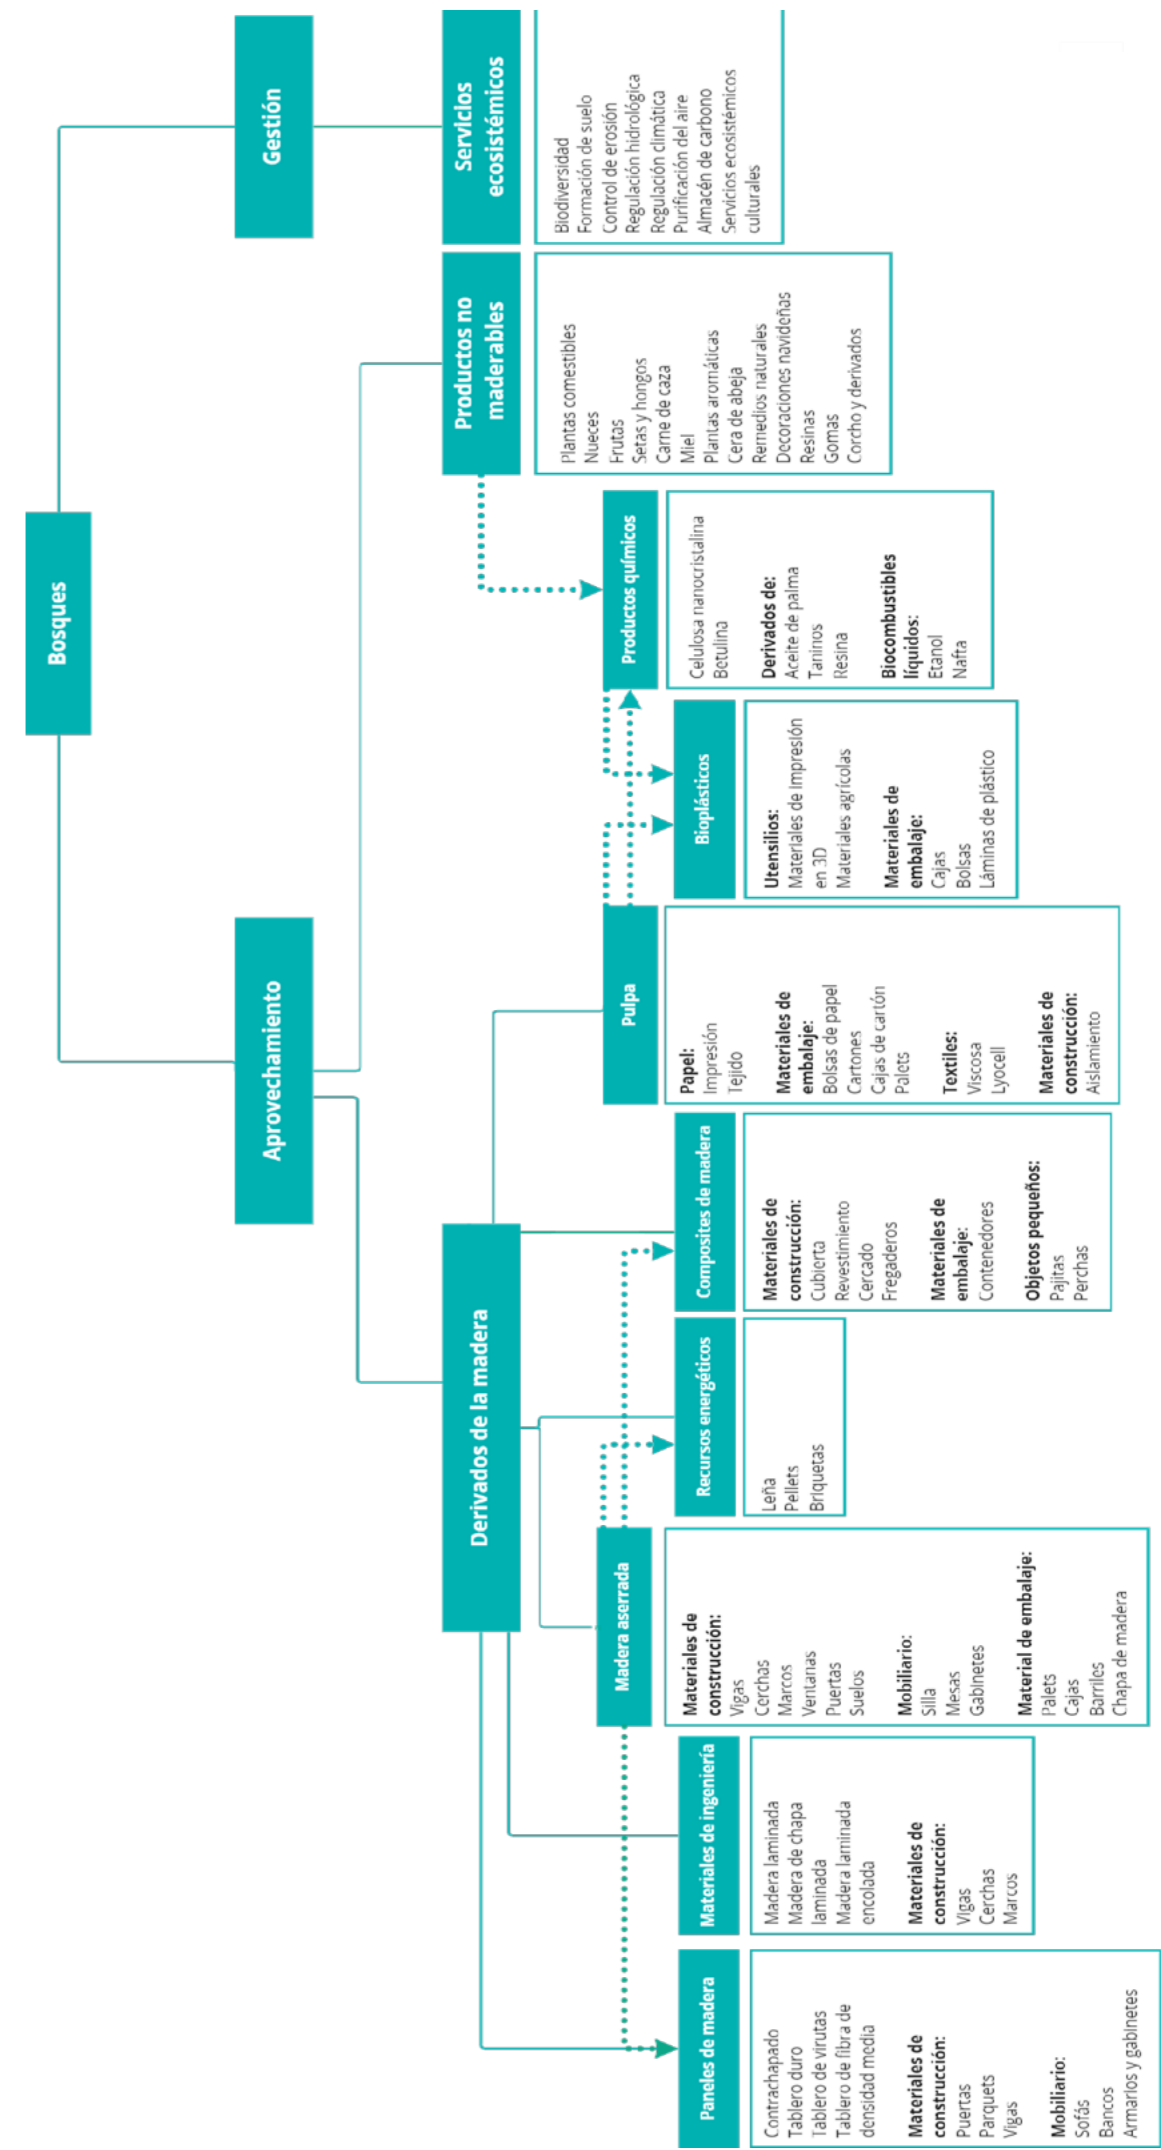 Bosques
Aprovechamiento
Gestión
Derivados de la madera
Productos no
maderables
Servicios
ecosistémicos
Paneles de madera
Contrachapado
Tablero duro
Tablero de virutas
Tablero de fibra de
densidad media
Materiales de
construcción:
Puertas
Parquets
Vigas
Mobiliario:
Sofás
Bancos
Armarios y gabinetes
Materiales de ingeniería
Madera laminada
Madera de chapa
laminada
Madera laminada
encolada
Materiales de
construcción:
Vigas
Cerchas
Marcos
Madera aserrada
Materiales de
construcción:
Vigas
Cerchas
Marcos
Ventanas
Puertas
Suelos
Mobiliario:
Silla
Mesas
Gabinetes
Material de embalaje:
Palets
Cajas
Barriles
Chapa de madera
Recursos energéticos
Leña
Pellets
Briquetas
Composites de madera
Materiales de
construcción:
Cubierta
Revestimiento
Cercado
Fregaderos
Materiales de
embalaje:
Contenedores
Objetos pequeños:
Pajitas
Perchas
Pulpa
Papel:
Impresión
Tejido
Materiales de
embalaje:
Bolsas de papel
Cartones
Cajas de cartón
Palets
Textiles:
Viscosa
Lyocell
Materiales de
construcción:
Aislamiento
Bioplásticos
Utensilios:
Materiales de impresión
en 3D
Materiales agrícolas
Materiales de
embalaje:
Cajas
Bolsas
Láminas de plástico
Productos químicos
Celulosa nanocristalina
Betulina
Derivados de:
Aceite de palma
Taninos
Resina
Biocombustibles
líquidos:
Etanol
Nafta
Plantas comestibles
Nueces
Frutas
Setas y hongos
Carne de caza
Miel
Plantas aromáticas
Cera de abeja
Remedios naturales
Decoraciones navideñas
Resinas
Gomas
Corcho y derivados
Biodiversidad
Formación de suelo
Control de erosión
Regulación hidrológica
Regulación climática
Purificación del aire
Almacén de carbono
Servicios ecosistémicos
culturales